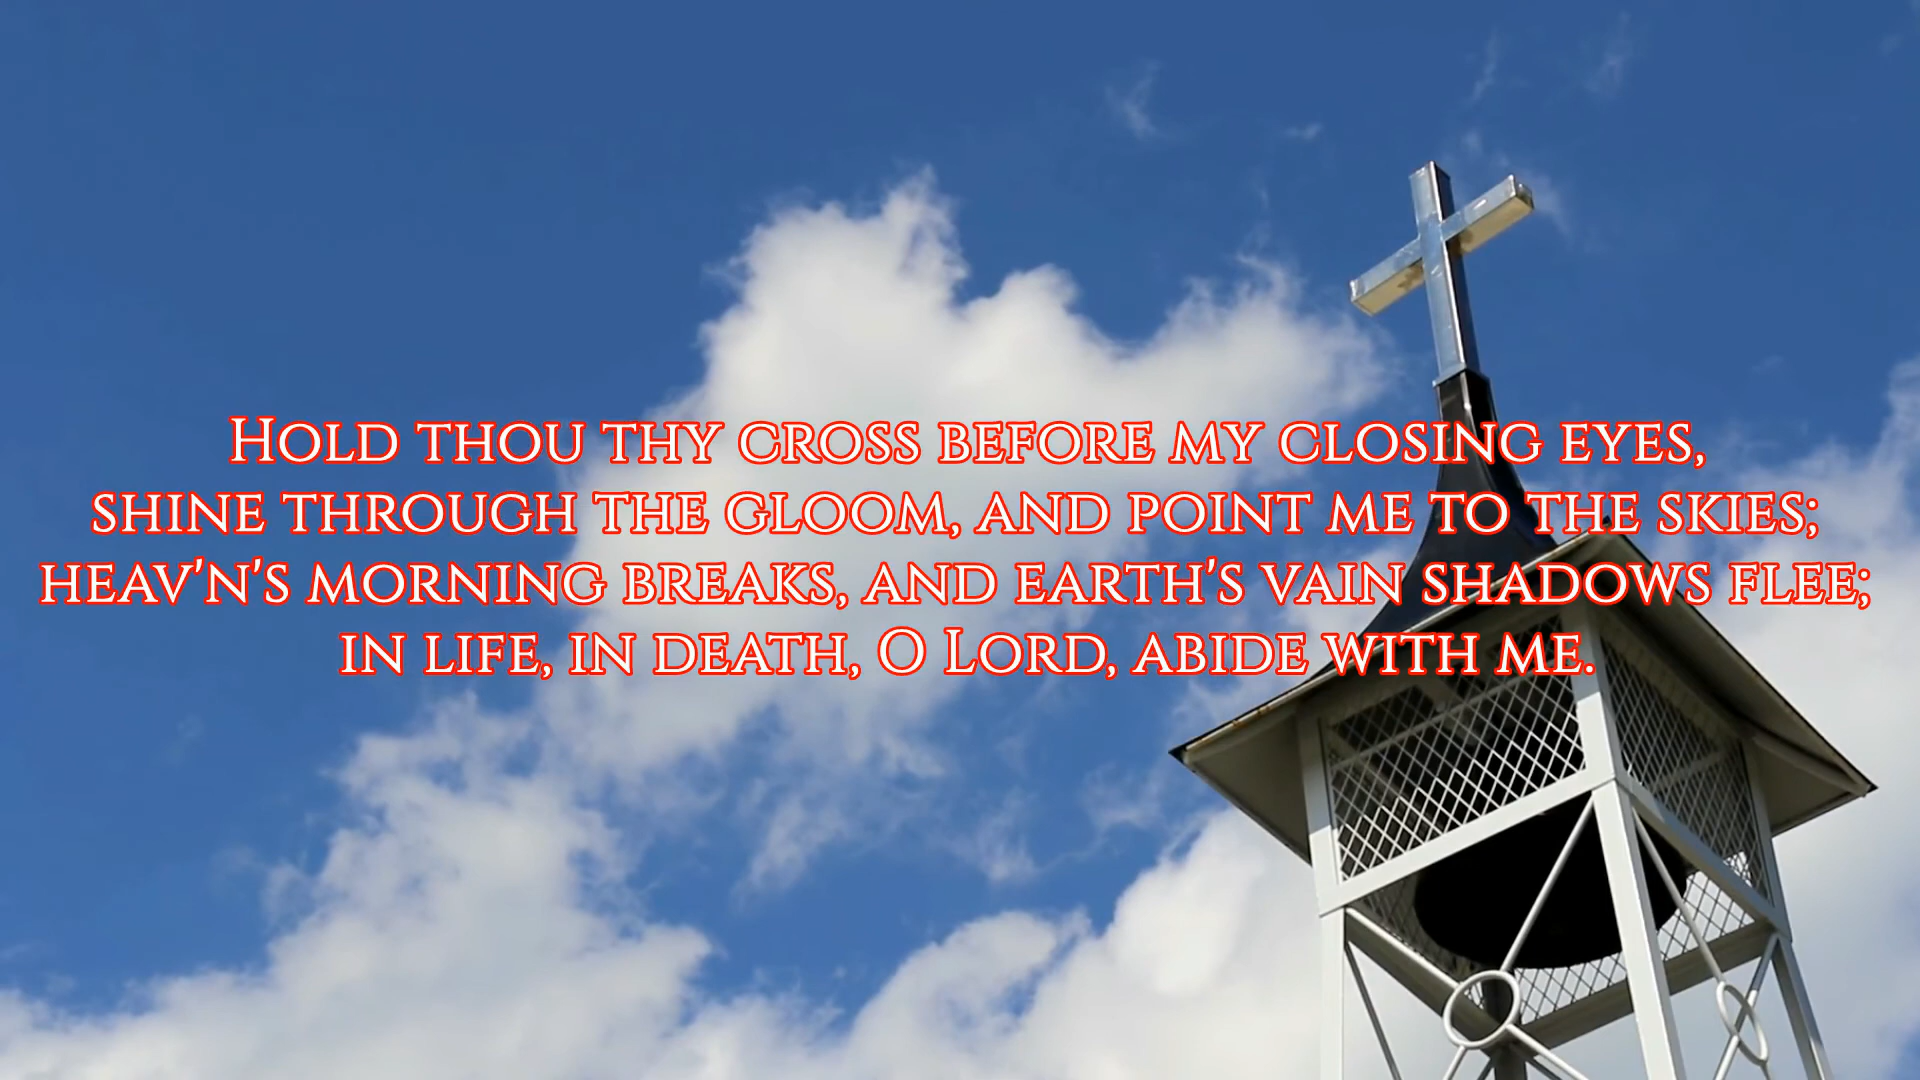 Hold thou thy cross before my closing eyes,
shine through the gloom, and point me to the skies;
heav'n's morning breaks, and earth's vain shadows flee;
in life, in death, O Lord, abide with me.